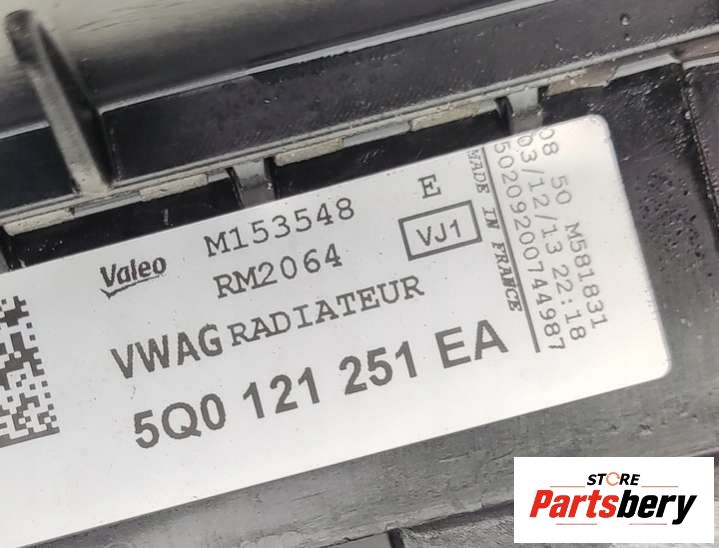 Valeo
M153548
RM2064
E
VJ1
VWAG RADIATEUR
5Q0 121 251 EA
MADE IN FRANCE
08 50 M581831
03/12/13 22:18
50209200744987
STORE
Partsbery